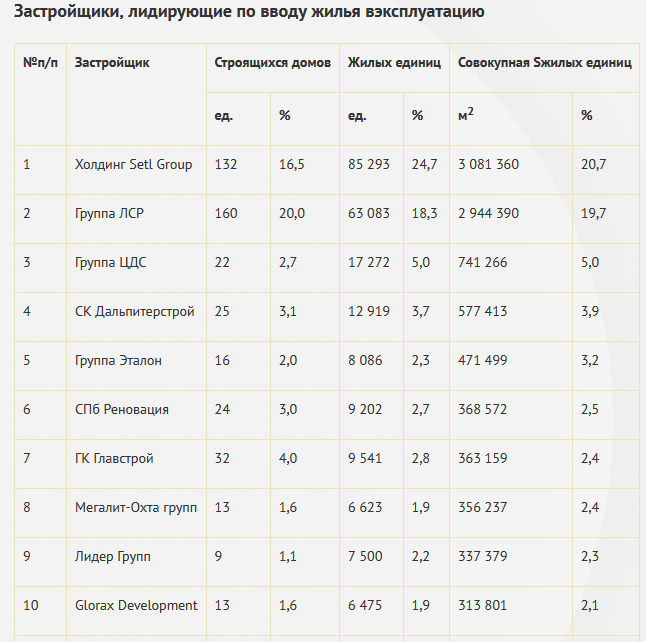 Застройщики, лидирующие по вводу жилья вэксплуатацию
№п/п Застройщик Строящихся домов Жилых единиц Совокупная Sжилых единиц
ед. % ед. % м2 %
1 Холдинг Setl Group 132 16,5 85 293 24,7 3 081 360 20,7
2 Группа ЛСР 160 20,0 63 083 18,3 2 944 390 19,7
3 Группа ЦДС 22 2,7 17 272 5,0 741 266 5,0
4 СК Дальпитерстрой 25 3,1 12 919 3,7 577 413 3,9
5 Группа Эталон 16 2,0 8 086 2,3 471 499 3,2
6 СПб Реновация 24 3,0 9 202 2,7 368 572 2,5
7 ГК Главстрой 32 4,0 9 541 2,8 363 159 2,4
8 Мегалит-Охта групп 13 1,6 6 623 1,9 356 237 2,4
9 Лидер Групп 9 1,1 7 500 2,2 337 379 2,3
10 Glorax Development 13 1,6 6 475 1,9 313 801 2,1